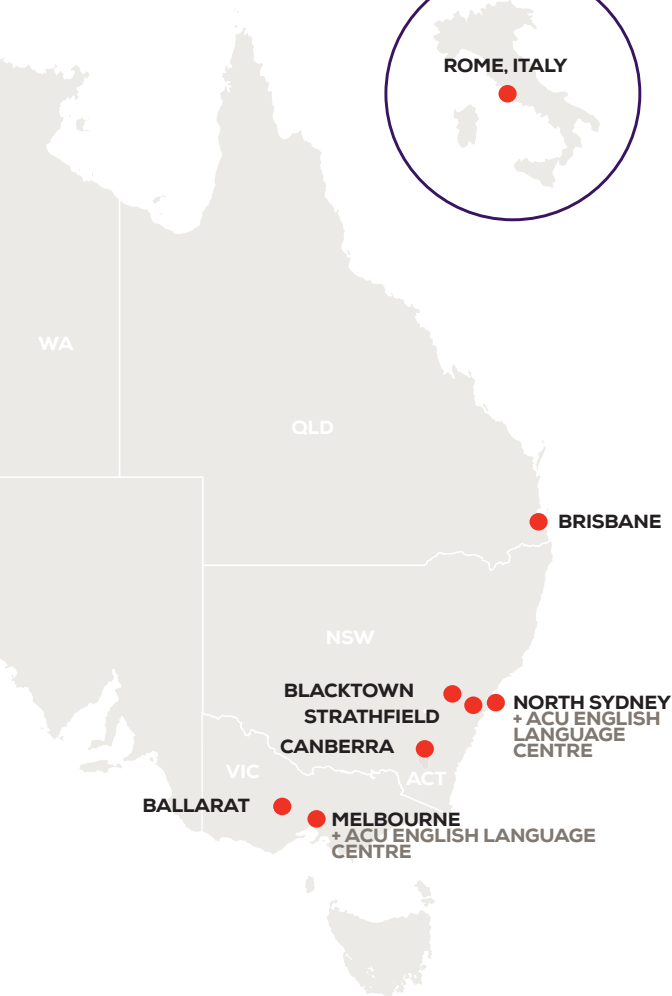 ROME, ITALY
WA
QLD
BRISBANE
NSW
BLACKTOWN
STRATHFIELD
NORTH SYDNEY
+ ACU ENGLISH
LANGUAGE
CENTRE
CANBERRA
VIC
ACT
BALLARAT
MELBOURNE
+ ACU ENGLISH LANGUAGE
CENTRE